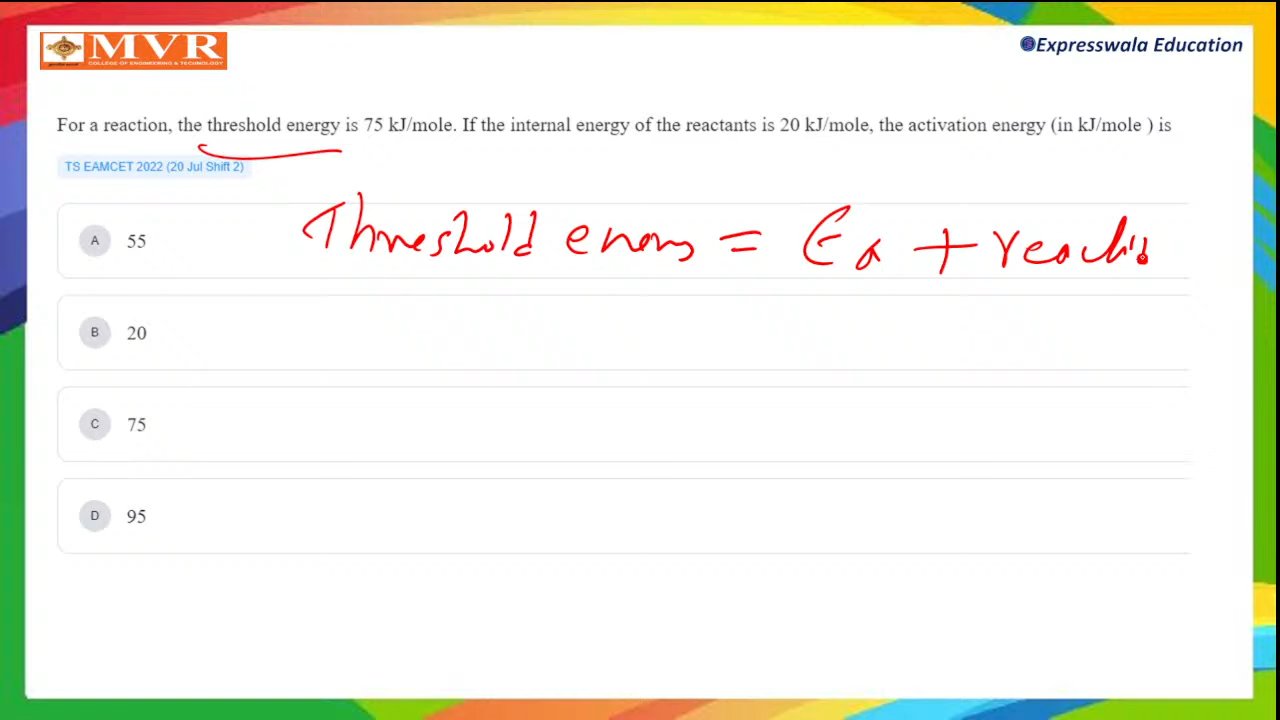 MVR
COLLEGE OF ENGINEERING & TECHNOLOGY
Expresswala Education
For a reaction, the threshold energy is 75 kJ/mole. If the internal energy of the reactants is 20 kJ/mole, the activation energy (in kJ/mole ) is
TS EAMCET 2022 (20 Jul Shift 2)
Threshold energy = Ea + reacti
A 55
B 20
C 75
D 95